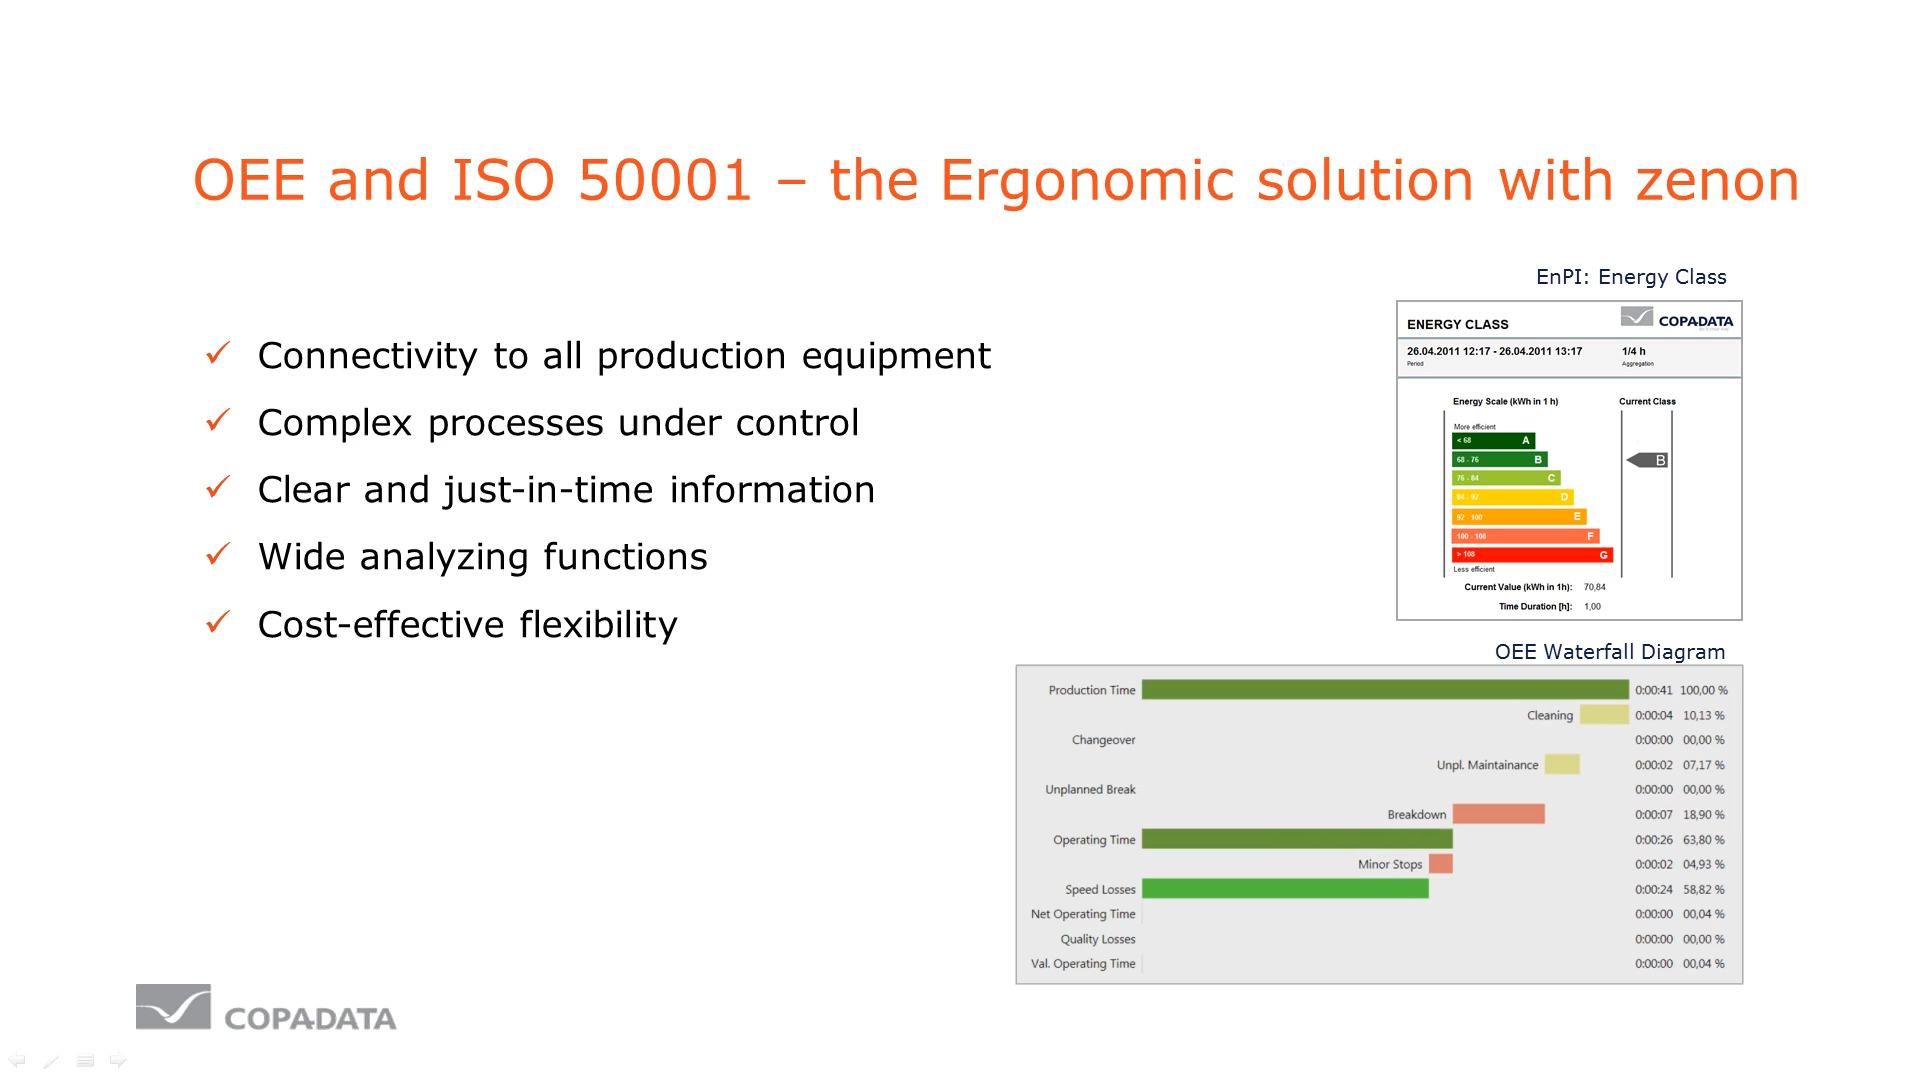 OEE and ISO 50001 – the Ergonomic solution with zenon
✓ Connectivity to all production equipment
✓ Complex processes under control
✓ Clear and just-in-time information
✓ Wide analyzing functions
✓ Cost-effective flexibility
EnPI: Energy Class
ENERGY CLASS COPADATA
26.04.2011 12:17 - 26.04.2011 13:17 1/4 h
Period Aggregation
Energy Scale (kWh in 1 h) Current Class
More efficient
< 68 A
68 - 76 B B
76 - 84 C
84 - 92 D
92 - 100 E
100 - 108 F
> 108 G
Less efficient
Current Value (kWh in 1h): 70,84
Time Duration [h]: 1,00
OEE Waterfall Diagram
Production Time 0:00:41 100,00 %
Cleaning 0:00:04 10,13 %
Changeover 0:00:00 00,00 %
Unpl. Maintainance 0:00:02 07,17 %
Unplanned Break 0:00:00 00,00 %
Breakdown 0:00:07 18,90 %
Operating Time 0:00:26 63,80 %
Minor Stops 0:00:02 04,93 %
Speed Losses 0:00:24 58,82 %
Net Operating Time 0:00:00 00,04 %
Quality Losses 0:00:00 00,00 %
Val. Operating Time 0:00:00 00,04 %
COPADATA